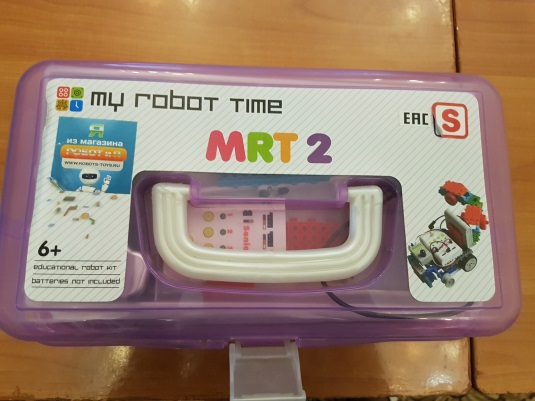 my robot time
EAC
S
MRT 2
Я
из магазина
WWW.ROBOTS-TOYS.RU
6+
educational robot kit
batteries not included